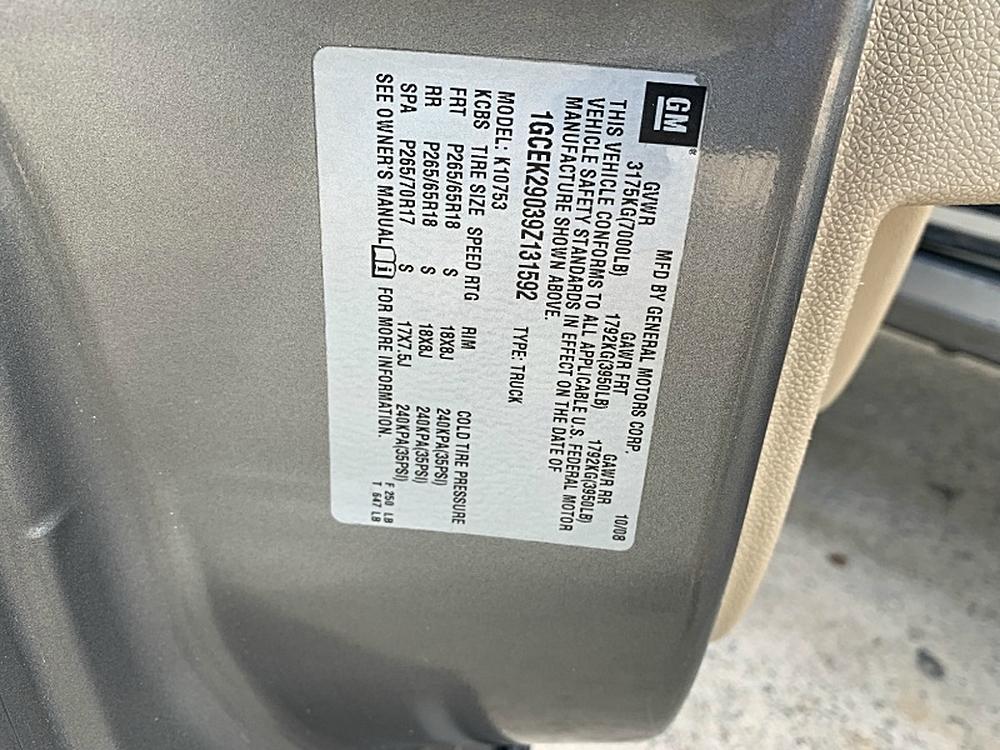 GM ®
MFD BY GENERAL MOTORS CORP. 10/08
GVWR GAWR FRT GAWR RR
3175KG(7000LB) 1792KG(3950LB) 1792KG(3950LB)
THIS VEHICLE CONFORMS TO ALL APPLICABLE U.S. FEDERAL MOTOR
VEHICLE SAFETY STANDARDS IN EFFECT ON THE DATE OF
MANUFACTURE SHOWN ABOVE.
1GCEK29039Z131592 TYPE: TRUCK
MODEL: K10753
KCBS TIRE SIZE SPEED RTG RIM COLD TIRE PRESSURE
FRT P265/65R18 S 18X8J 240KPA(35PSI)
RR P265/65R18 S 18X8J 240KPA(35PSI)
SPA P265/70R17 S 17X7.5J 240KPA(35PSI)
SEE OWNER'S MANUAL i FOR MORE INFORMATION.
F 250 LB
T 647 LB